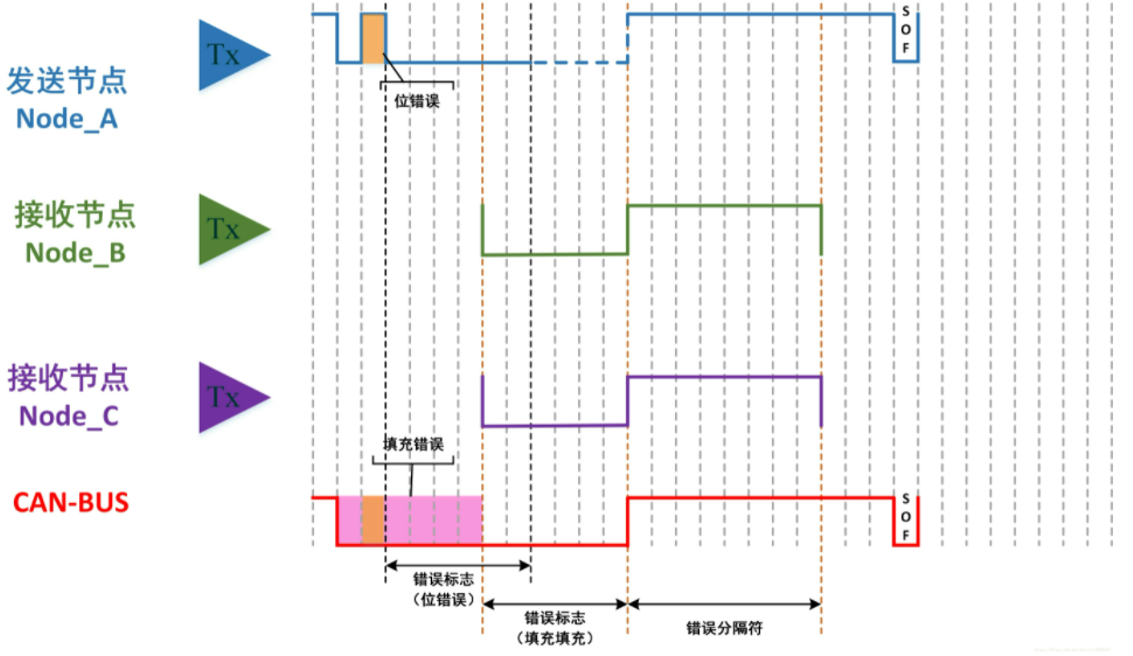 Tx
发送节点
Node_A
位错误
S
O
F
接收节点
Node_B
Tx
接收节点
Node_C
Tx
填充错误
CAN-BUS
S
O
F
错误标志
（位错误）
错误标志
（填充填充）
错误分隔符